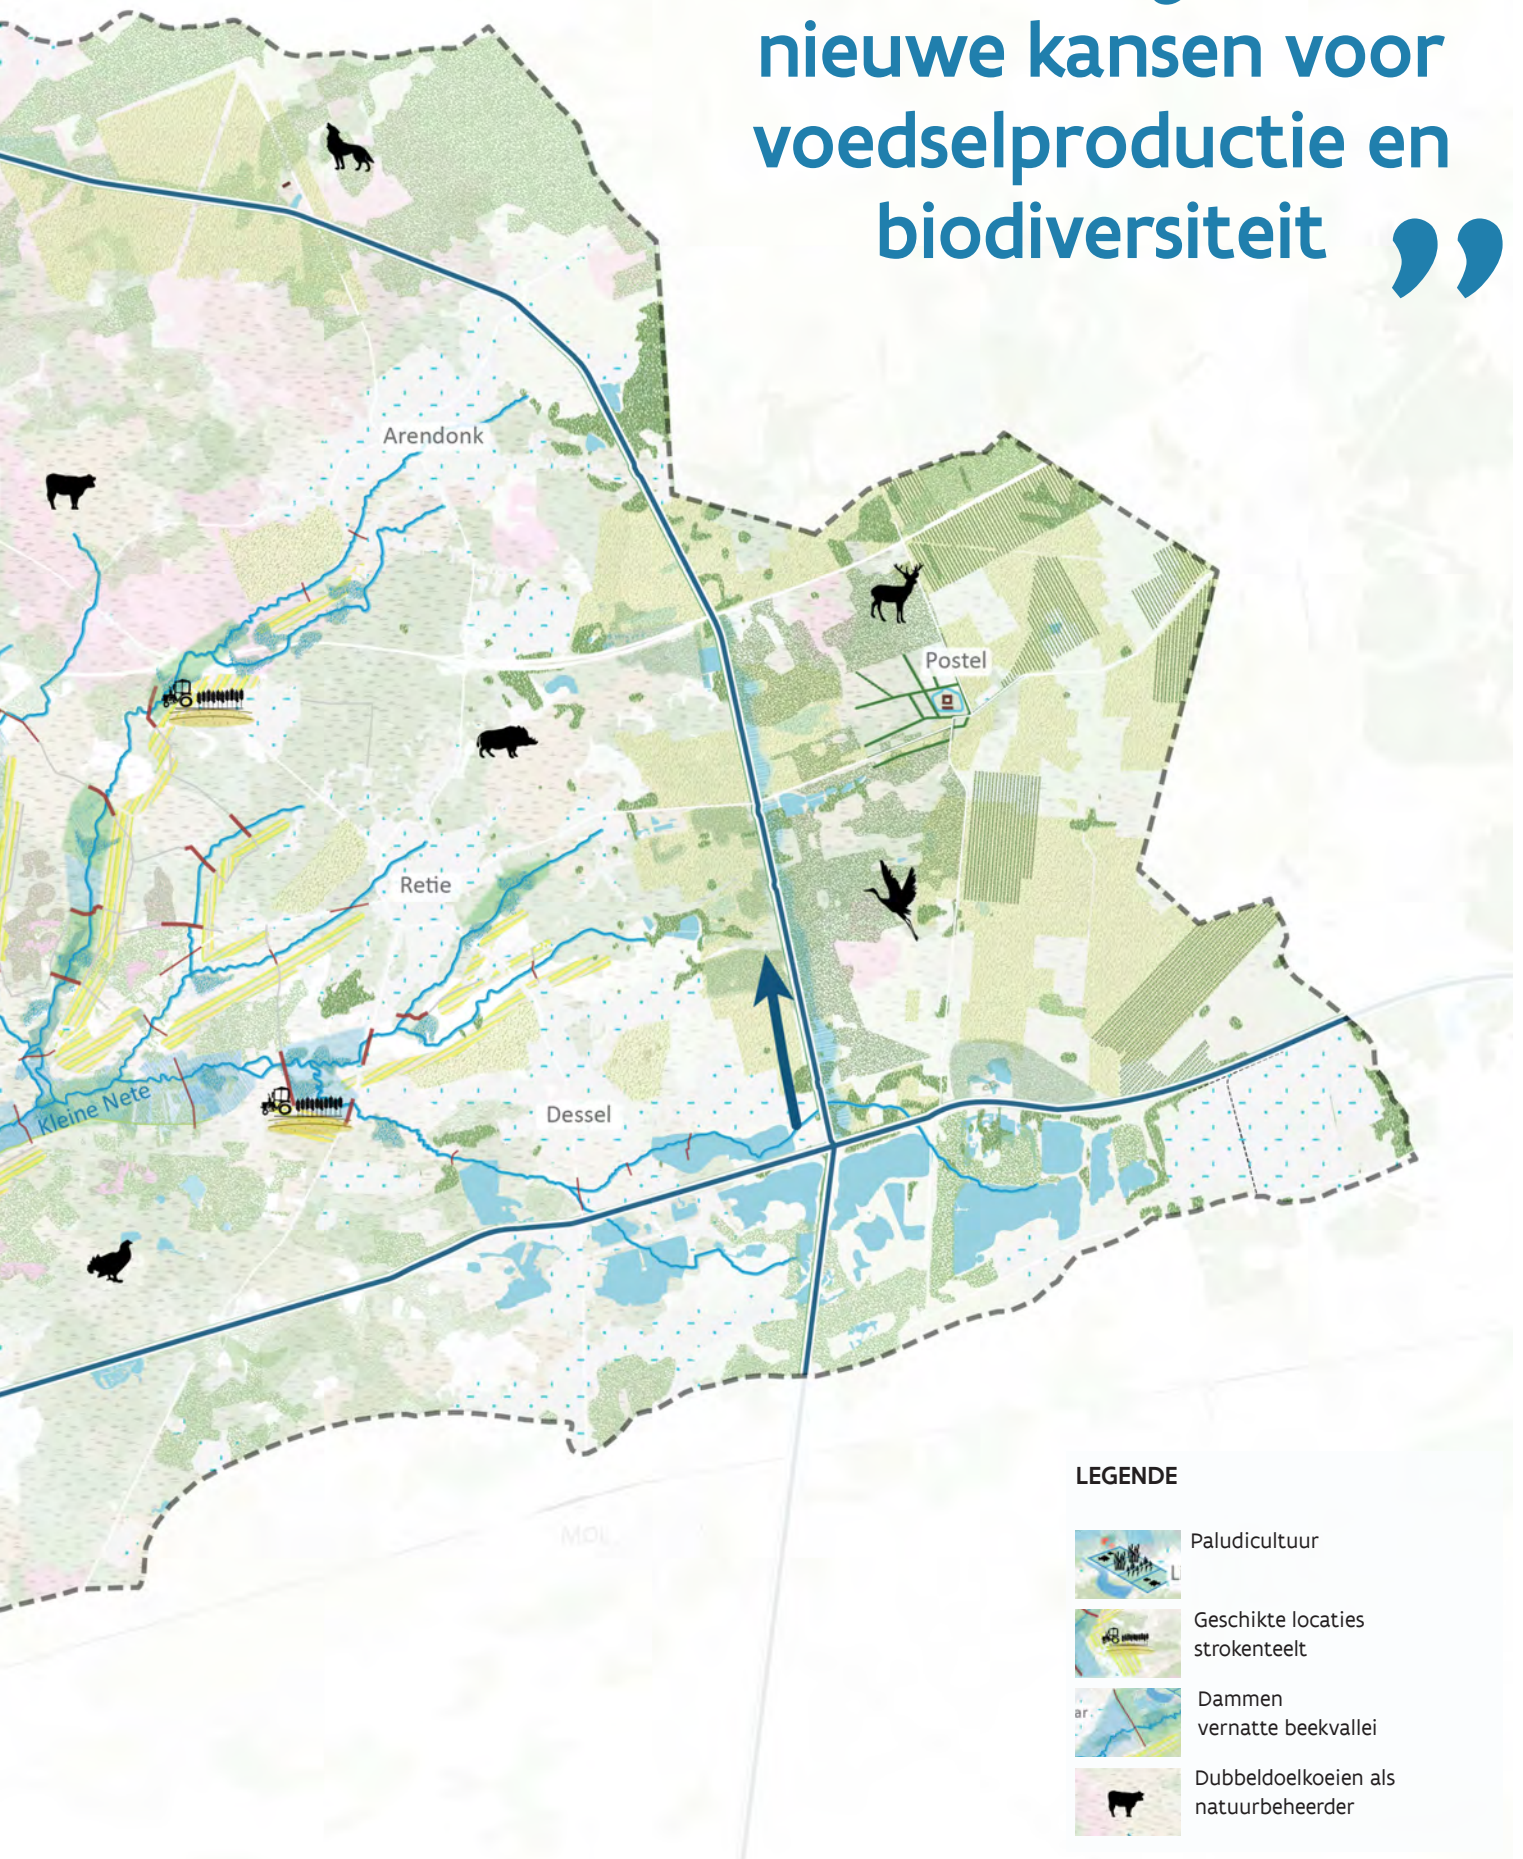 nieuwe kansen voor
voedselproductie en
biodiversiteit ”
Arendonk
Postel
Retie
Kleine Nete
Dessel
MOL
LEGENDE
Paludicultuur
Geschikte locaties
strokenteelt
Dammen
vernatte beekvallei
Dubbeldoelkoeien als
natuurbeheerder